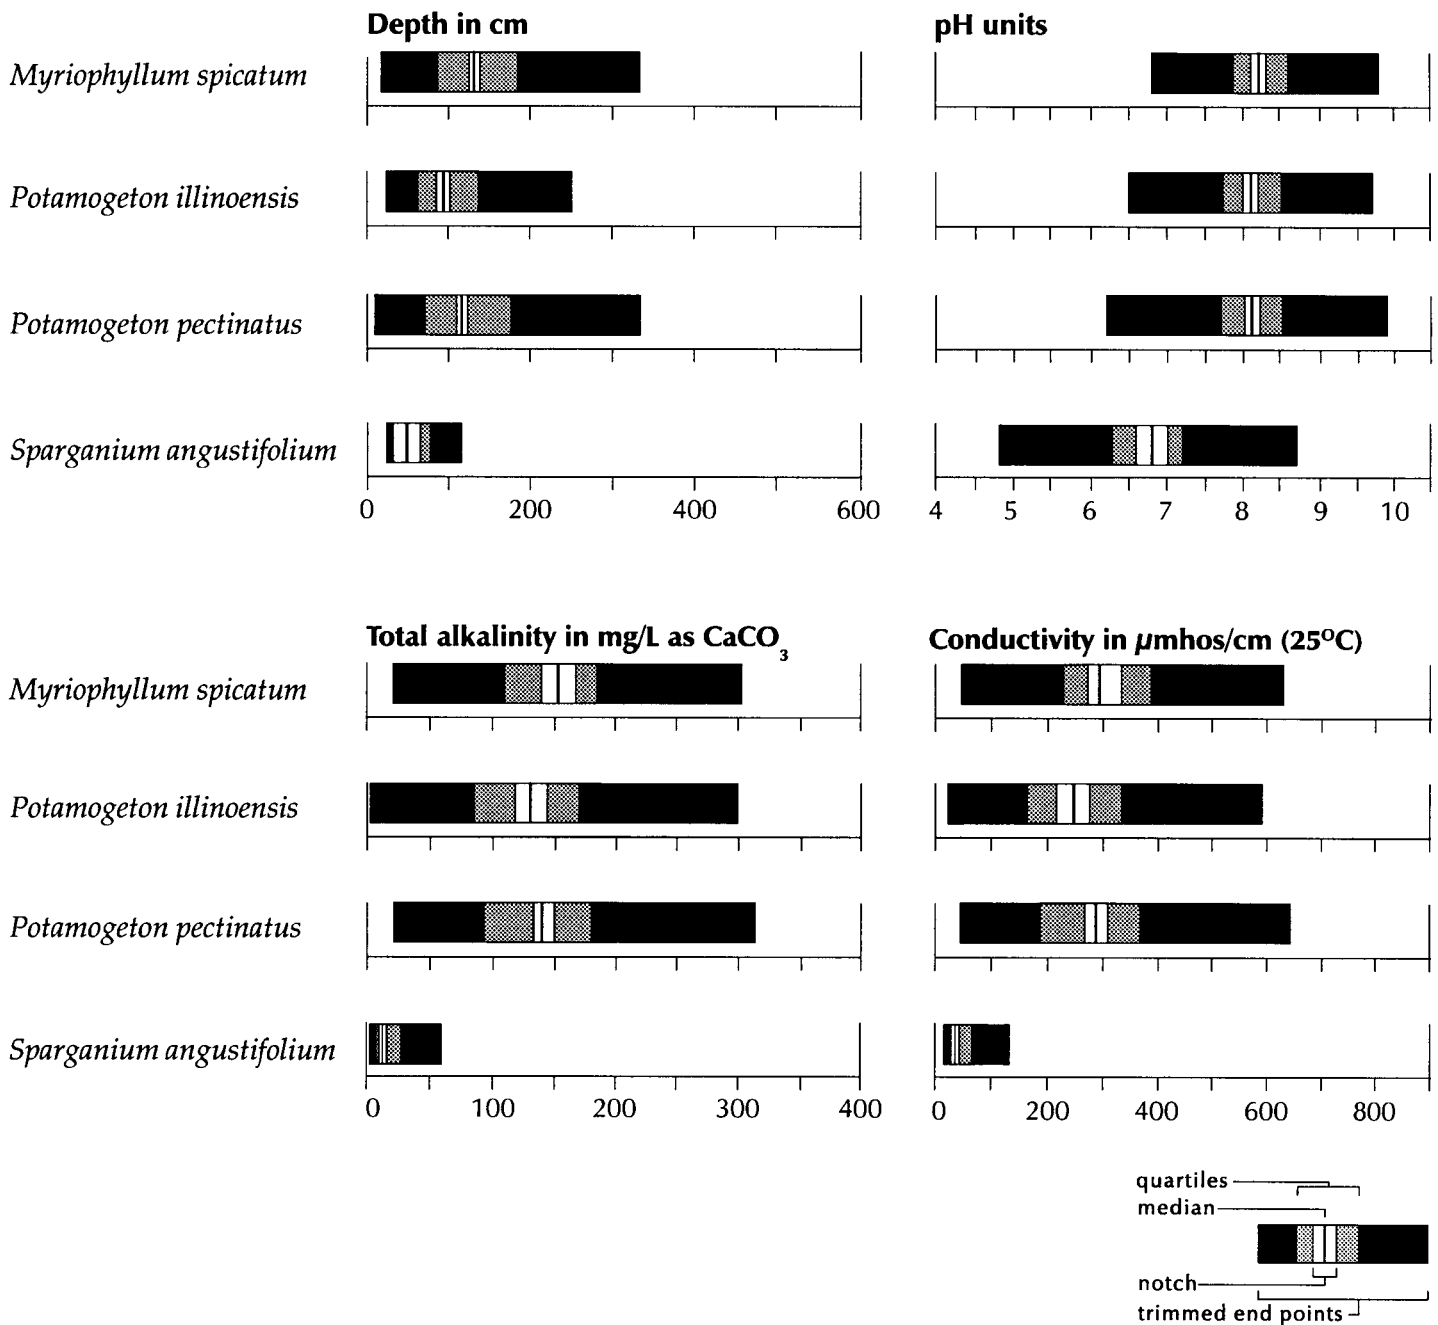 Depth in cm
pH units
Myriophyllum spicatum
Potamogeton illinoensis
Potamogeton pectinatus
Sparganium angustifolium
0 200 400 600
4 5 6 7 8 9 10
Total alkalinity in mg/L as CaCO3
Conductivity in µmhos/cm (25°C)
Myriophyllum spicatum
Potamogeton illinoensis
Potamogeton pectinatus
Sparganium angustifolium
0 100 200 300 400
0 200 400 600 800
quartiles
median
notch
trimmed end points